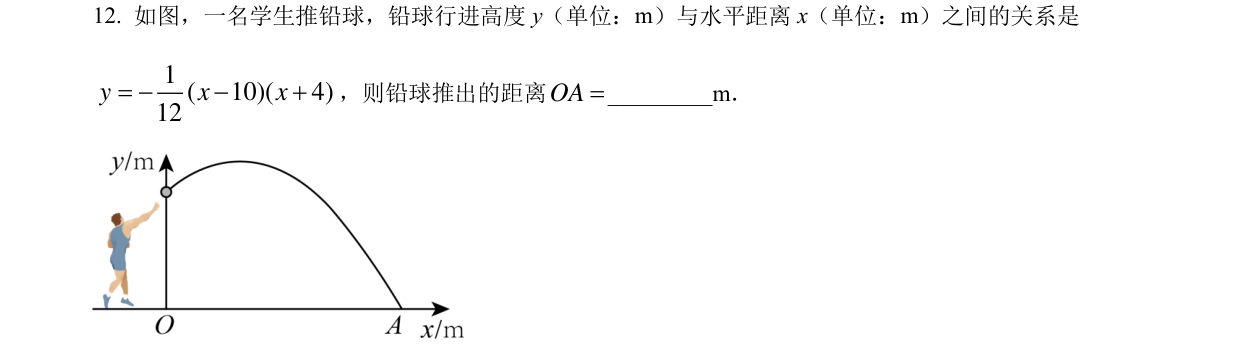 12. 如图，一名学生推铅球，铅球行进高度 y（单位：m）与水平距离 x（单位：m）之间的关系是
y=-\frac{1}{12}(x-10)(x+4)，则铅球推出的距离 OA =________m.
y/m
O
A
x/m